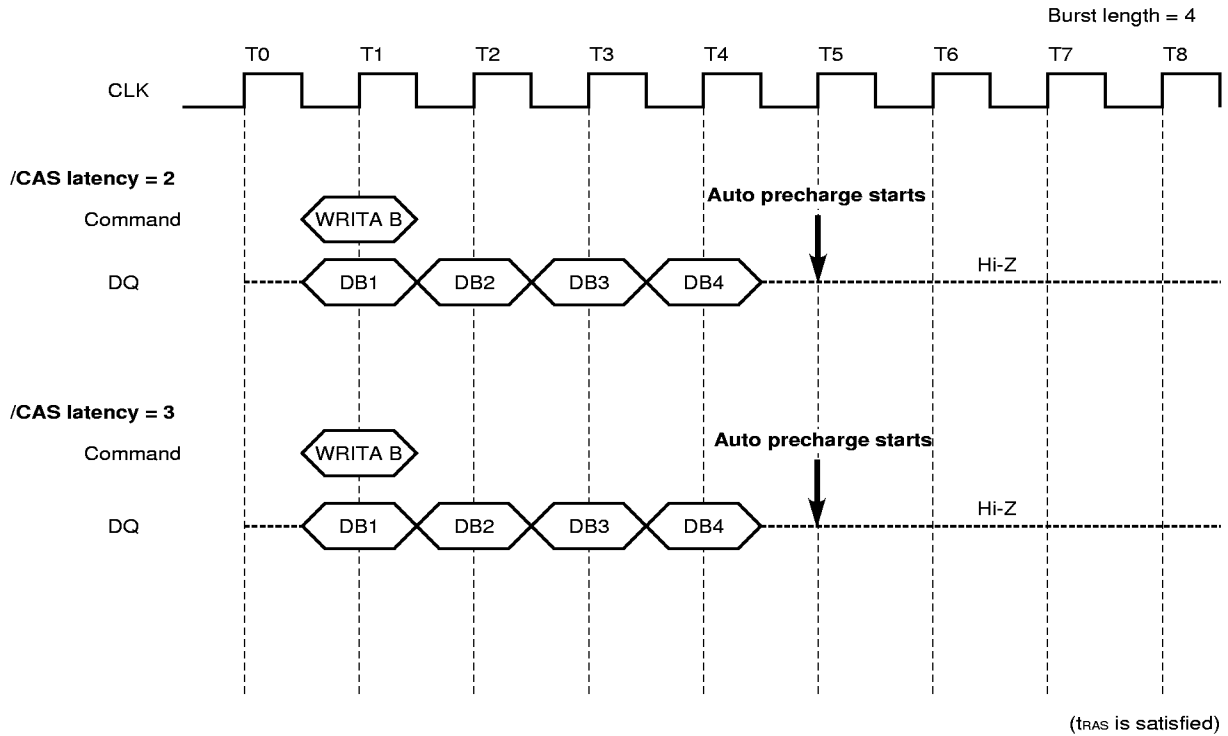 Burst length = 4
T0 T1 T2 T3 T4 T5 T6 T7 T8
CLK
/CAS latency = 2
Auto precharge starts
Command WRITA B
Hi-Z
DQ DB1 DB2 DB3 DB4
/CAS latency = 3
Auto precharge starts
Command WRITA B
Hi-Z
DQ DB1 DB2 DB3 DB4
(tRAS is satisfied)